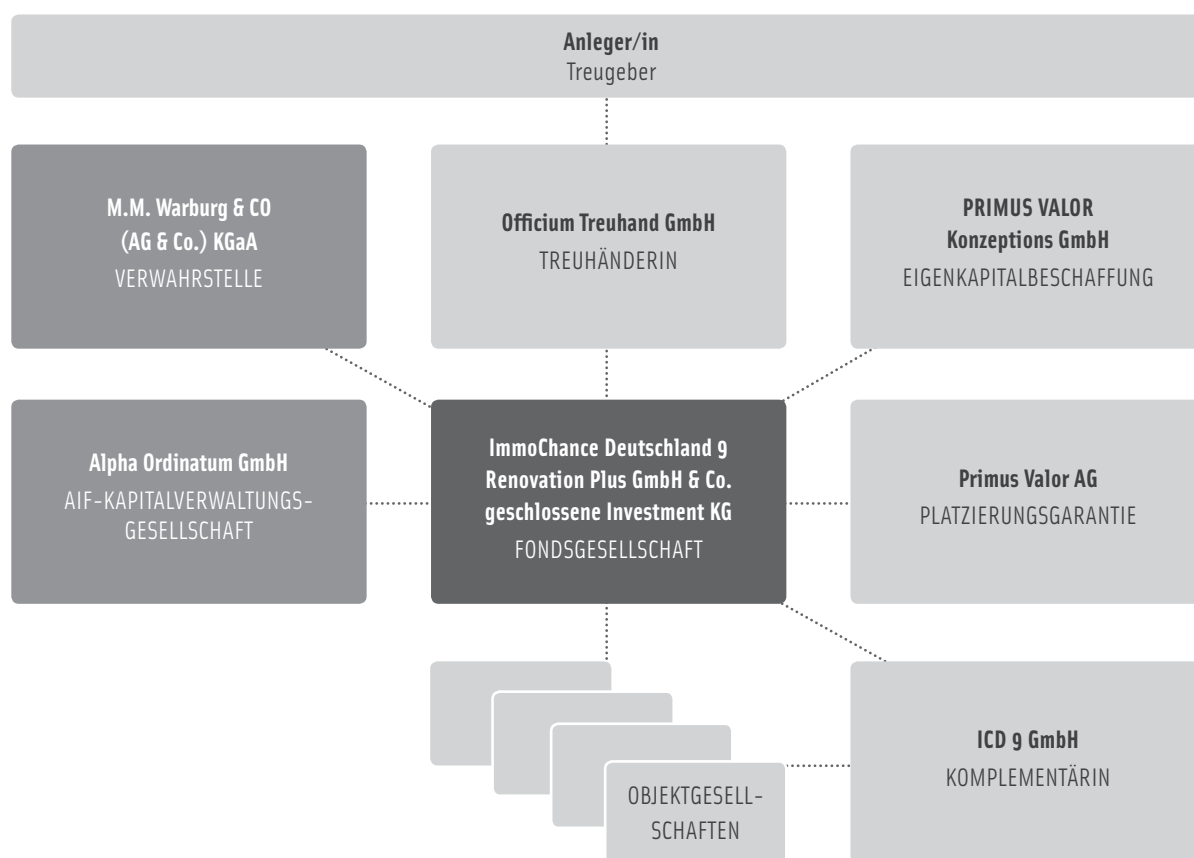 Anleger/in
Treugeber
M.M. Warburg & CO
(AG & Co.) KGaA
VERWAHRSTELLE
Officium Treuhand GmbH
TREUHÄNDERIN
PRIMUS VALOR
Konzeptions GmbH
EIGENKAPITALBESCHAFFUNG
Alpha Ordinatum GmbH
AIF-KAPITALVERWALTUNGS-
GESELLSCHAFT
ImmoChance Deutschland 9
Renovation Plus GmbH & Co.
geschlossene Investment KG
FONDSGESELLSCHAFT
Primus Valor AG
PLATZIERUNGSGARANTIE
OBJEKTGESELL-
SCHAFTEN
ICD 9 GmbH
KOMPLEMENTÄRIN